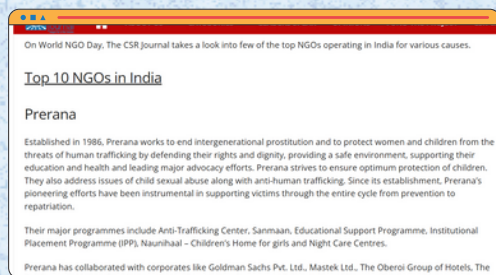 On World NGO Day, The CSR Journal takes a look into few of the top NGOs operating in India for various causes.
Top 10 NGOs in India
Prerana
Established in 1986, Prerana works to end intergenerational prostitution and to protect women and children from the
threats of human trafficking by defending their rights and dignity, providing a safe environment, supporting their
education and health and leading major advocacy efforts. Prerana strives to ensure optimum protection of children.
They also address issues of child sexual abuse along with anti-human trafficking. Since its establishment, Prerana's
pioneering efforts have been instrumental in supporting victims through the entire cycle from prevention to
repatriation.
Their major programmes include Anti-Trafficking Center, Sanmaan, Educational Support Programme, Institutional
Placement Programme (IPP), Naunihaal – Children's Home for girls and Night Care Centres.
Prerana has collaborated with corporates like Goldman Sachs Pvt. Ltd., Mastek Ltd., The Oberoi Group of Hotels, The